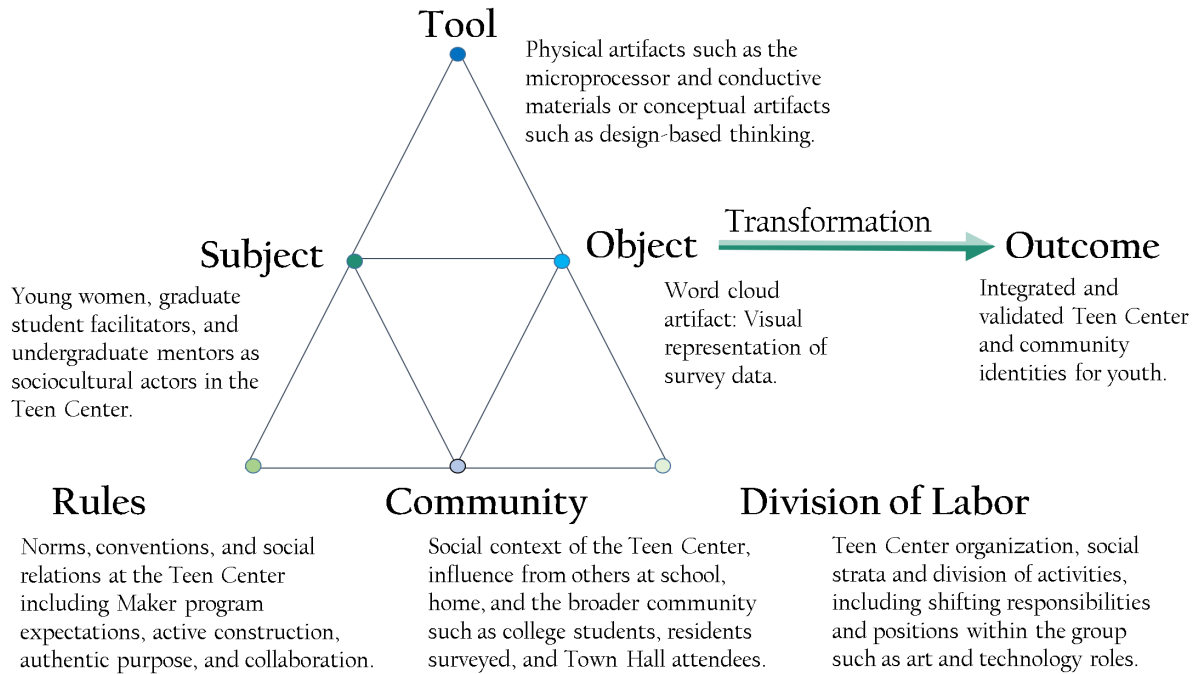 Tool
Physical artifacts such as the
microprocessor and conductive
materials or conceptual artifacts
such as design-based thinking.
Subject
Young women, graduate
student facilitators, and
undergraduate mentors as
sociocultural actors in the
Teen Center.
Object
Word cloud
artifact: Visual
representation of
survey data.
Transformation
Outcome
Integrated and
validated Teen Center
and community
identities for youth.
Rules
Norms, conventions, and social
relations at the Teen Center
including Maker program
expectations, active construction,
authentic purpose, and collaboration.
Community
Social context of the Teen Center,
influence from others at school,
home, and the broader community
such as college students, residents
surveyed, and Town Hall attendees.
Division of Labor
Teen Center organization, social
strata and division of activities,
including shifting responsibilities
and positions within the group
such as art and technology roles.